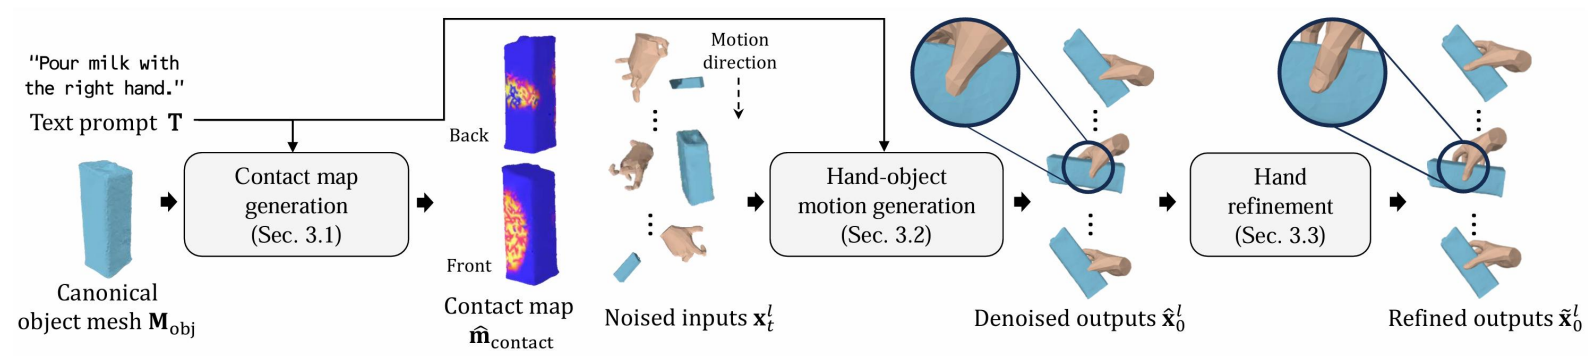 "Pour milk with
the right hand."
Text prompt T
Canonical
object mesh M_obj
Contact map
generation
(Sec. 3.1)
Back
Front
Contact map
m̂_contact
Motion
direction
Noised inputs x_t^l
Hand-object
motion generation
(Sec. 3.2)
Denoised outputs x̂_0^l
Hand
refinement
(Sec. 3.3)
Refined outputs x̃_0^l